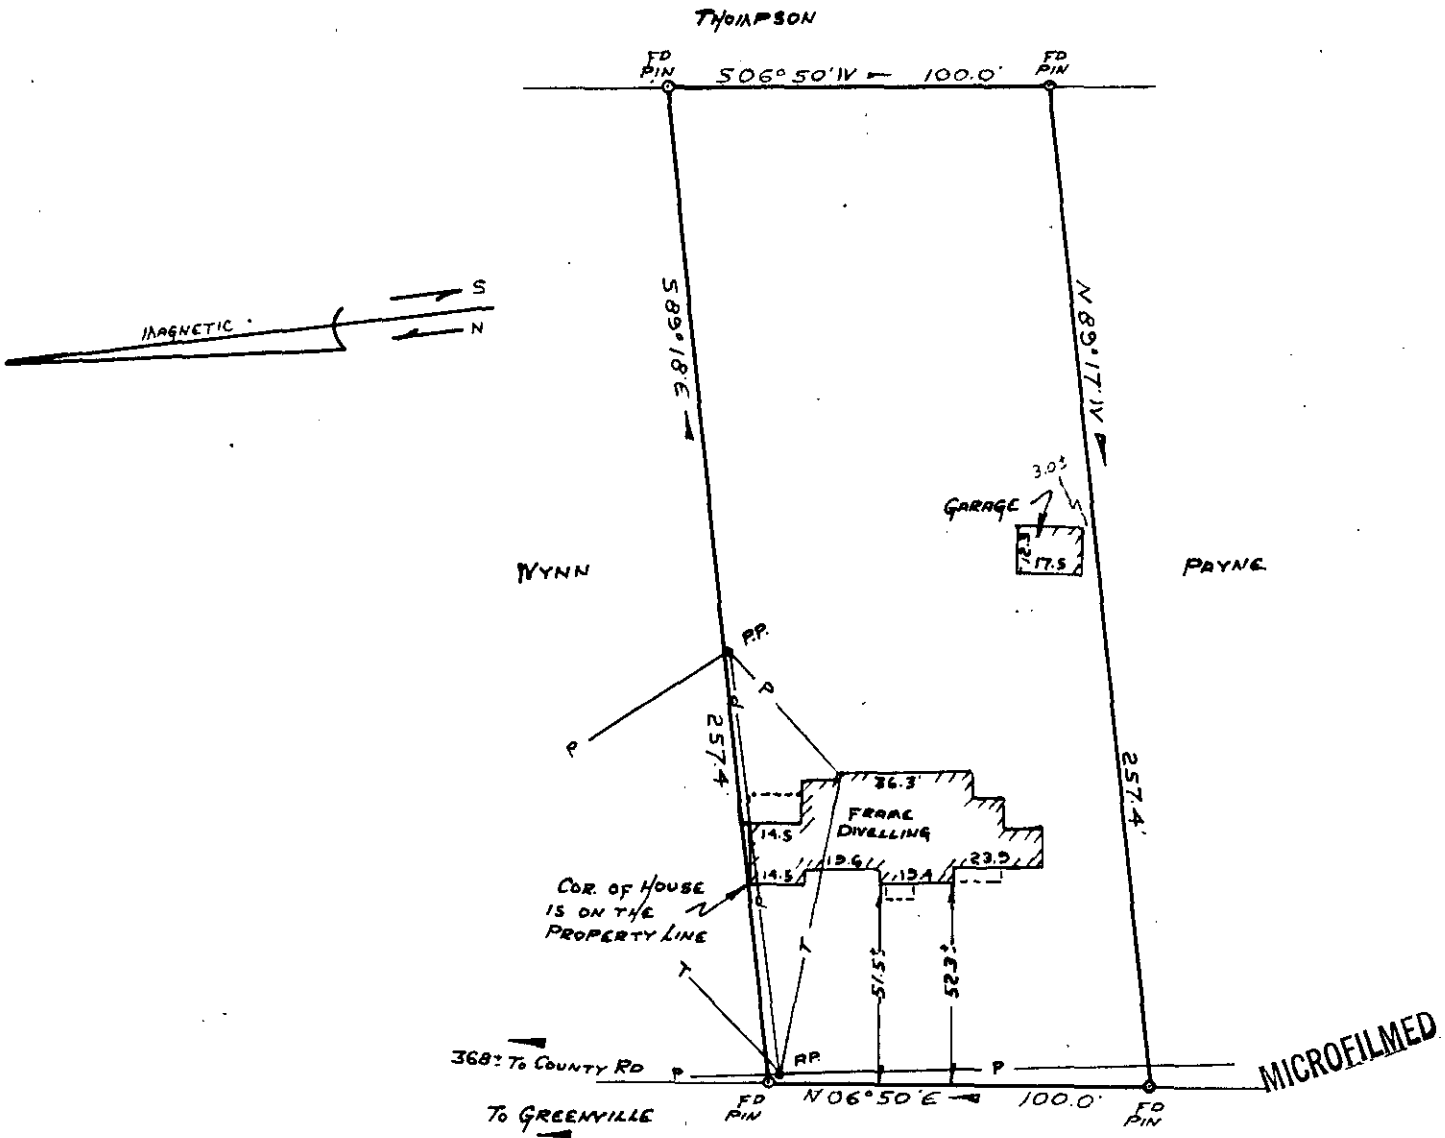 THOMPSON
FD
PIN
S06°50'W 100.0'
FD
PIN
S
N
MAGNETIC
S89°18'E
N89°17'W
3.0±
GARAGE
17.5
WYNN
PAYNE
P.P.
P
P
P
257.4
257.4'
36.3'
FRAME
DWELLING
14.5
14.5
19.6
19.4
23.9
COR. OF HOUSE
IS ON THE
PROPERTY LINE
P
T
T
51.5±
52.3±
368± TO COUNTY RD
P
P.P.
P
MICROFILMED
N06°50'E 100.0'
FD
PIN
FD
PIN
TO GREENVILLE